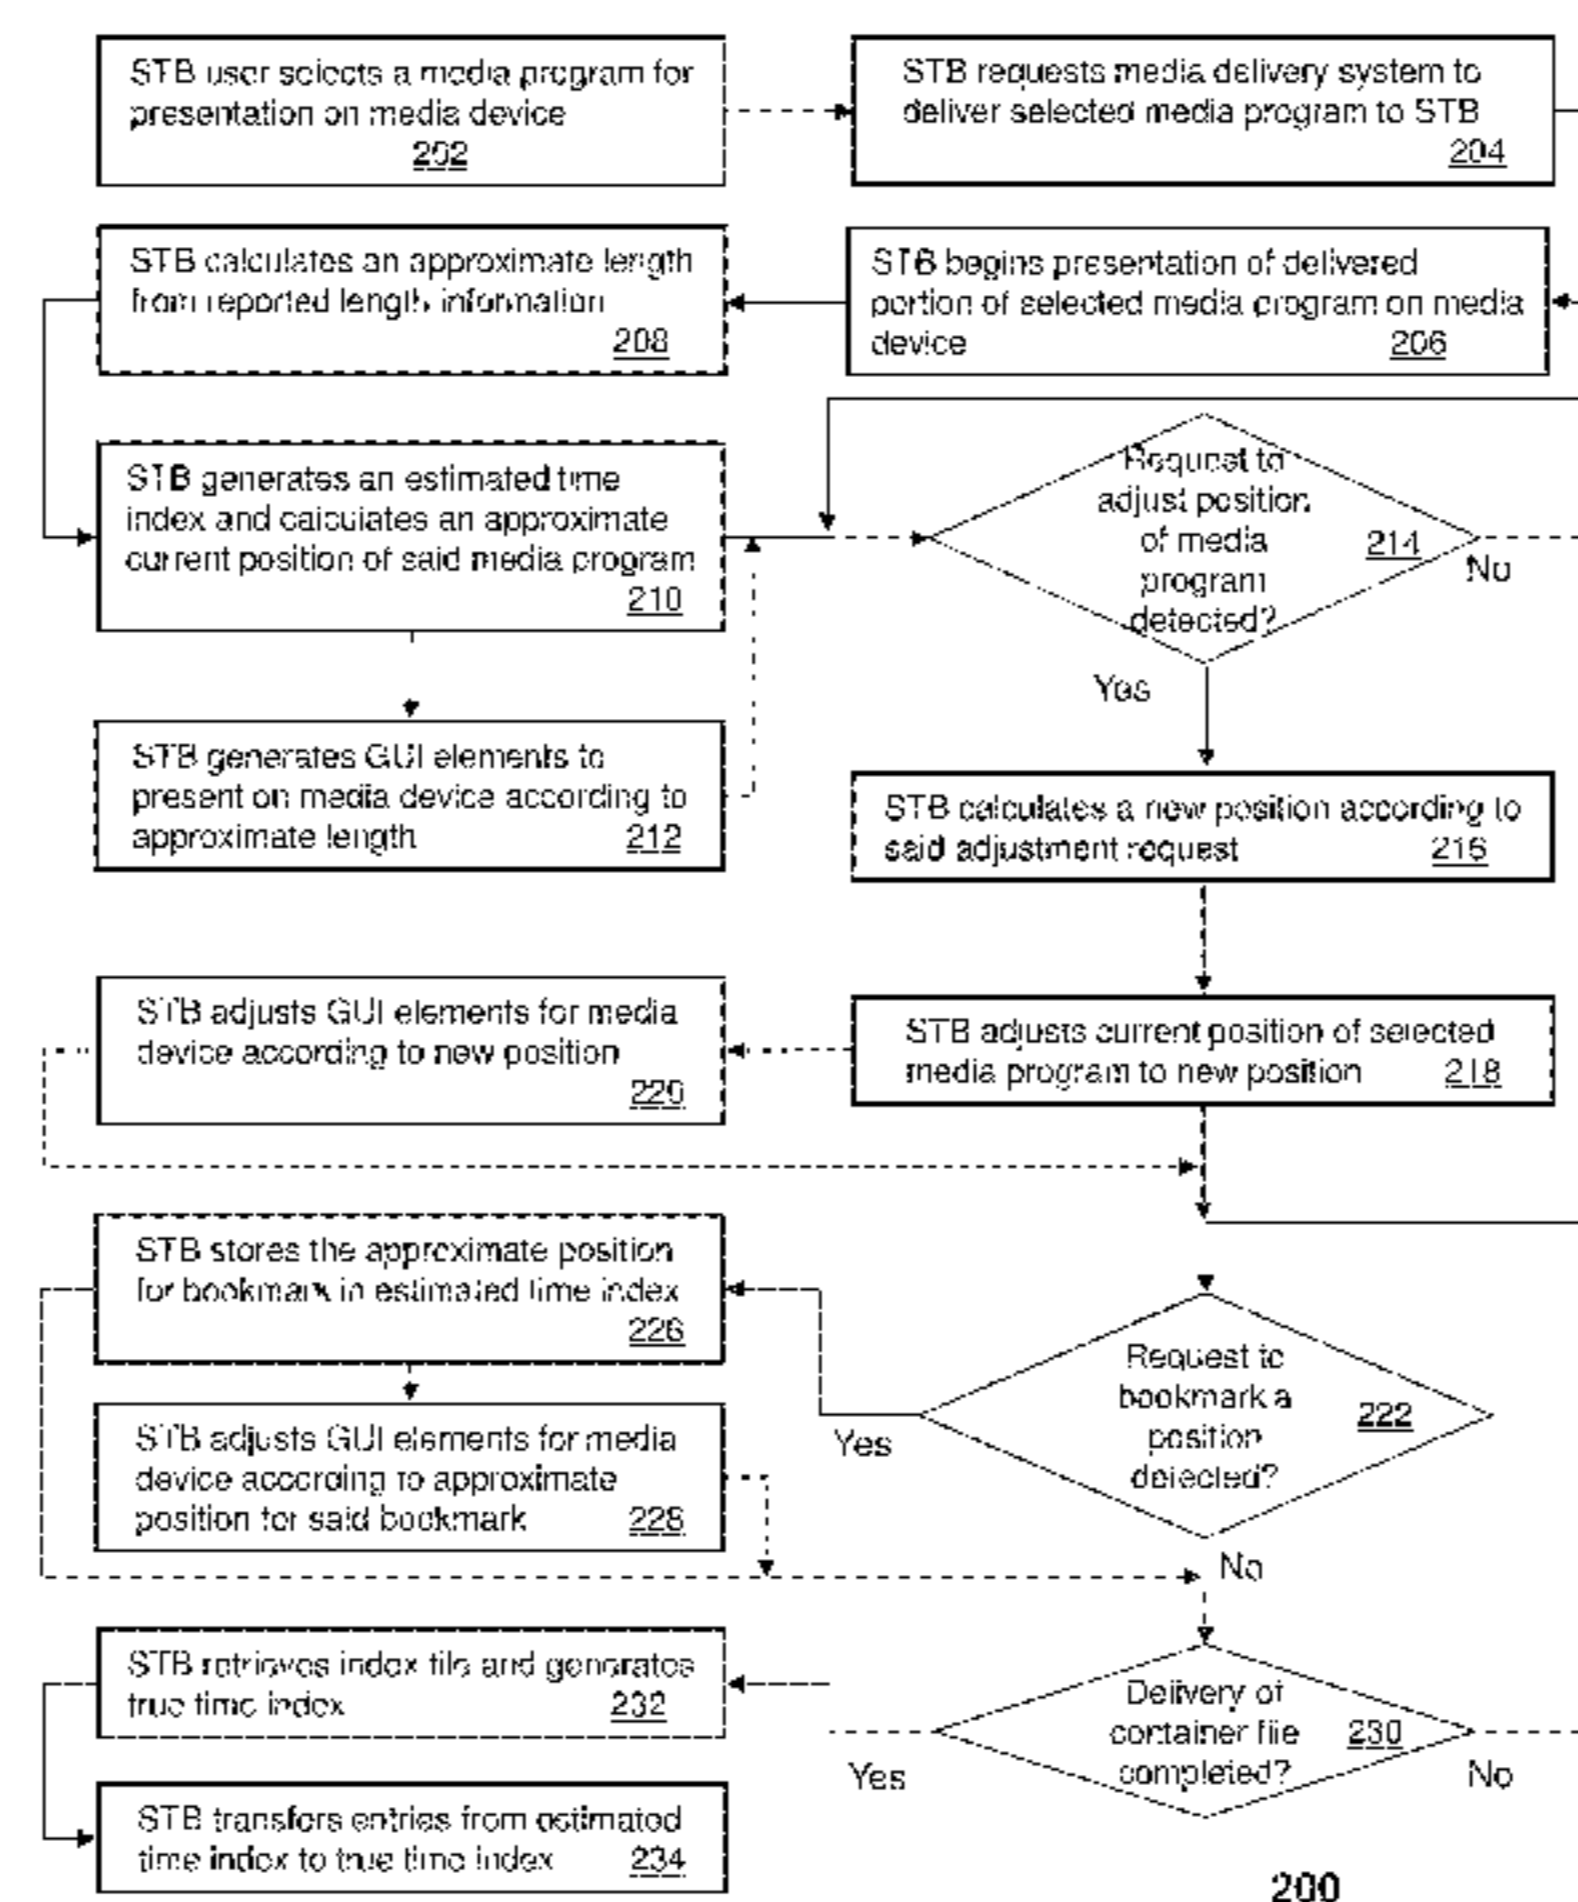 STB user selects a media program for
presentation on media device
202
STB requests media delivery system to
deliver selected media program to STB
204
STB calculates an approximate length
from reported length information
208
STB begins presentation of delivered
portion of selected media program on media
device 206
STB generates an estimated time
index and calculates an approximate
current position of said media program
210
Request to
adjust position
of media
program
detected?
214
No
Yes
STB generates GUI elements to
present on media device according to
approximate length 212
STB calculates a new position according to
said adjustment request 216
STB adjusts GUI elements for media
device according to new position
220
STB adjusts current position of selected
media program to new position 218
STB stores the approximate position
for bookmark in estimated time index
226
Request to
bookmark a
position
detected?
222
Yes
No
STB adjusts GUI elements for media
device according to approximate
position for said bookmark 228
STB retrieves index file and generates
true time index 232
Delivery of
container file
completed?
230
Yes
No
STB transfers entries from estimated
time index to true time index 234
200